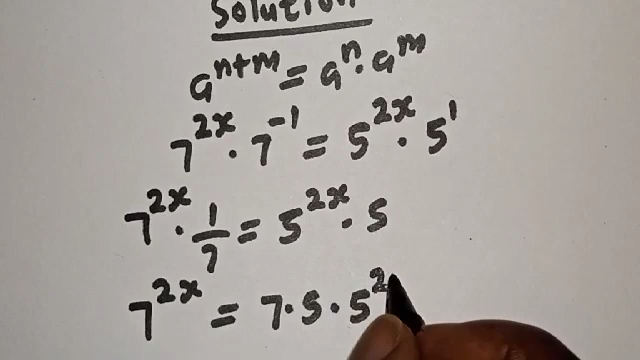 Solution
a^{n+m} = a^n · a^m
7^{2x} · 7^{-1} = 5^{2x} · 5^1
7^{2x} · \frac{1}{7} = 5^{2x} · 5
7^{2x} = 7 · 5 · 5^2